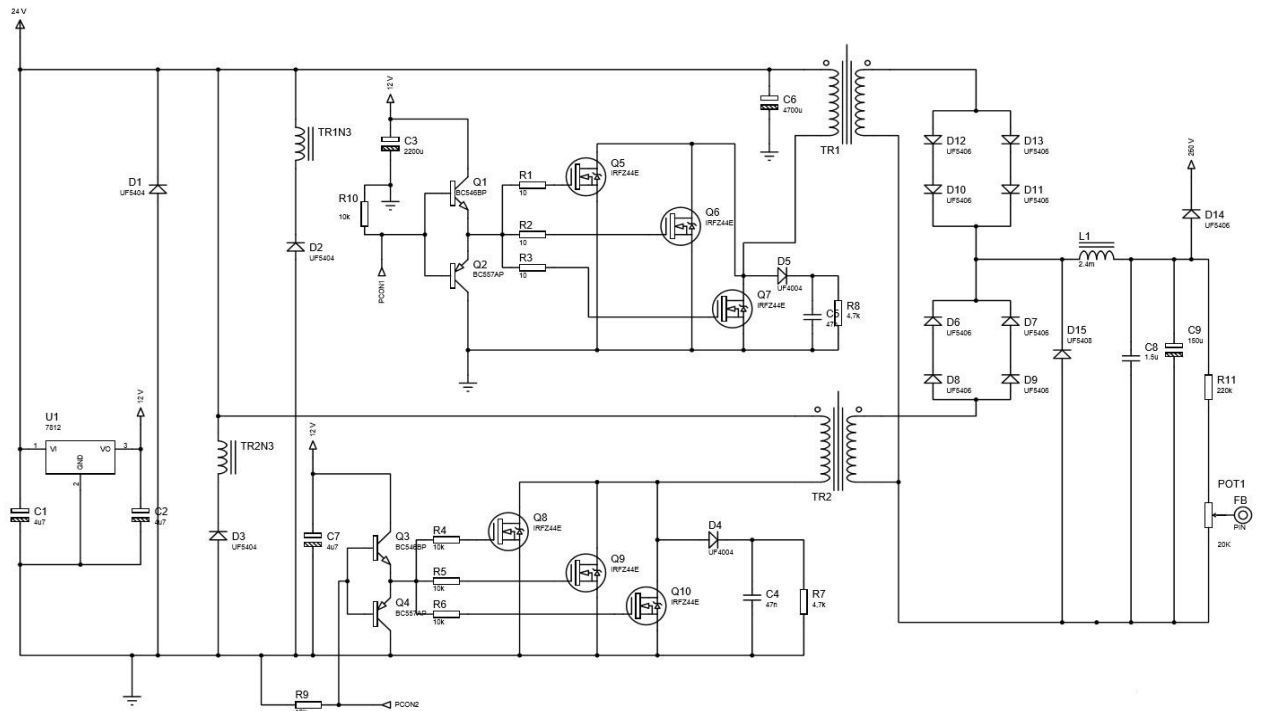 24 V
TR1
C6
4700u
12 V
C3
2200u
TR1N3
D1
UF5404
D2
UF5404
R10
10k
PCON1
Q1
BC546BP
Q2
BC557AP
R1
10
R2
10
R3
10
Q5
IRFZ44E
Q6
IRFZ44E
Q7
IRFZ44E
D5
UF4004
C5
47n
R8
4,7k
D12
UF5406
D13
UF5406
D10
UF5406
D11
UF5406
260 V
D14
UF5406
L1
2.4m
D6
UF5406
D7
UF5406
D8
UF5406
D9
UF5406
D15
UF5408
C8
1.5u
C9
150u
R11
220k
POT1
FB
PIN
20K
U1
7812
1
VI
VO
3
GND
2
12 V
C1
4u7
C2
4u7
TR2N3
D3
UF5404
12 V
C7
4u7
Q3
BC546BP
Q4
BC557AP
R4
10k
R5
10k
R6
10k
Q8
IRFZ44E
Q9
IRFZ44E
Q10
IRFZ44E
D4
UF4004
C4
47n
R7
4,7k
TR2
R9
PCON2